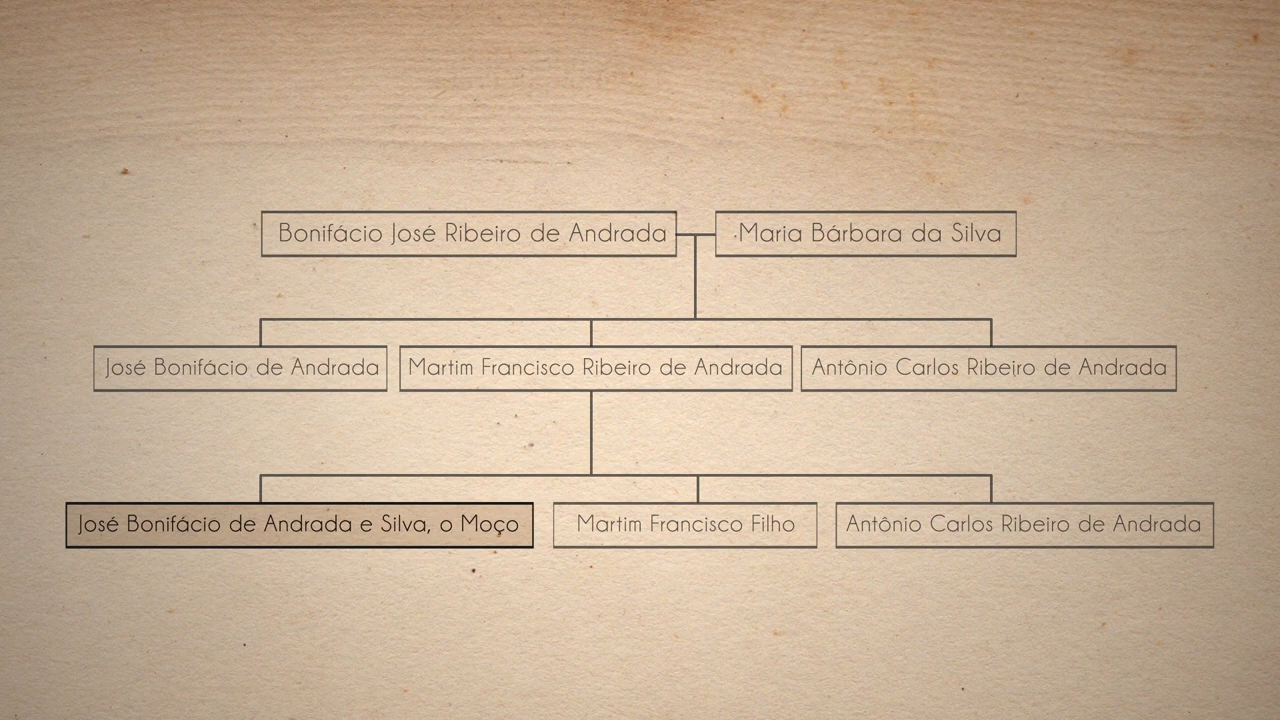 Bonifácio José Ribeiro de Andrada
Maria Bárbara da Silva
José Bonifácio de Andrada
Martim Francisco Ribeiro de Andrada
Antônio Carlos Ribeiro de Andrada
José Bonifácio de Andrada e Silva, o Moço
Martim Francisco Filho
Antônio Carlos Ribeiro de Andrada